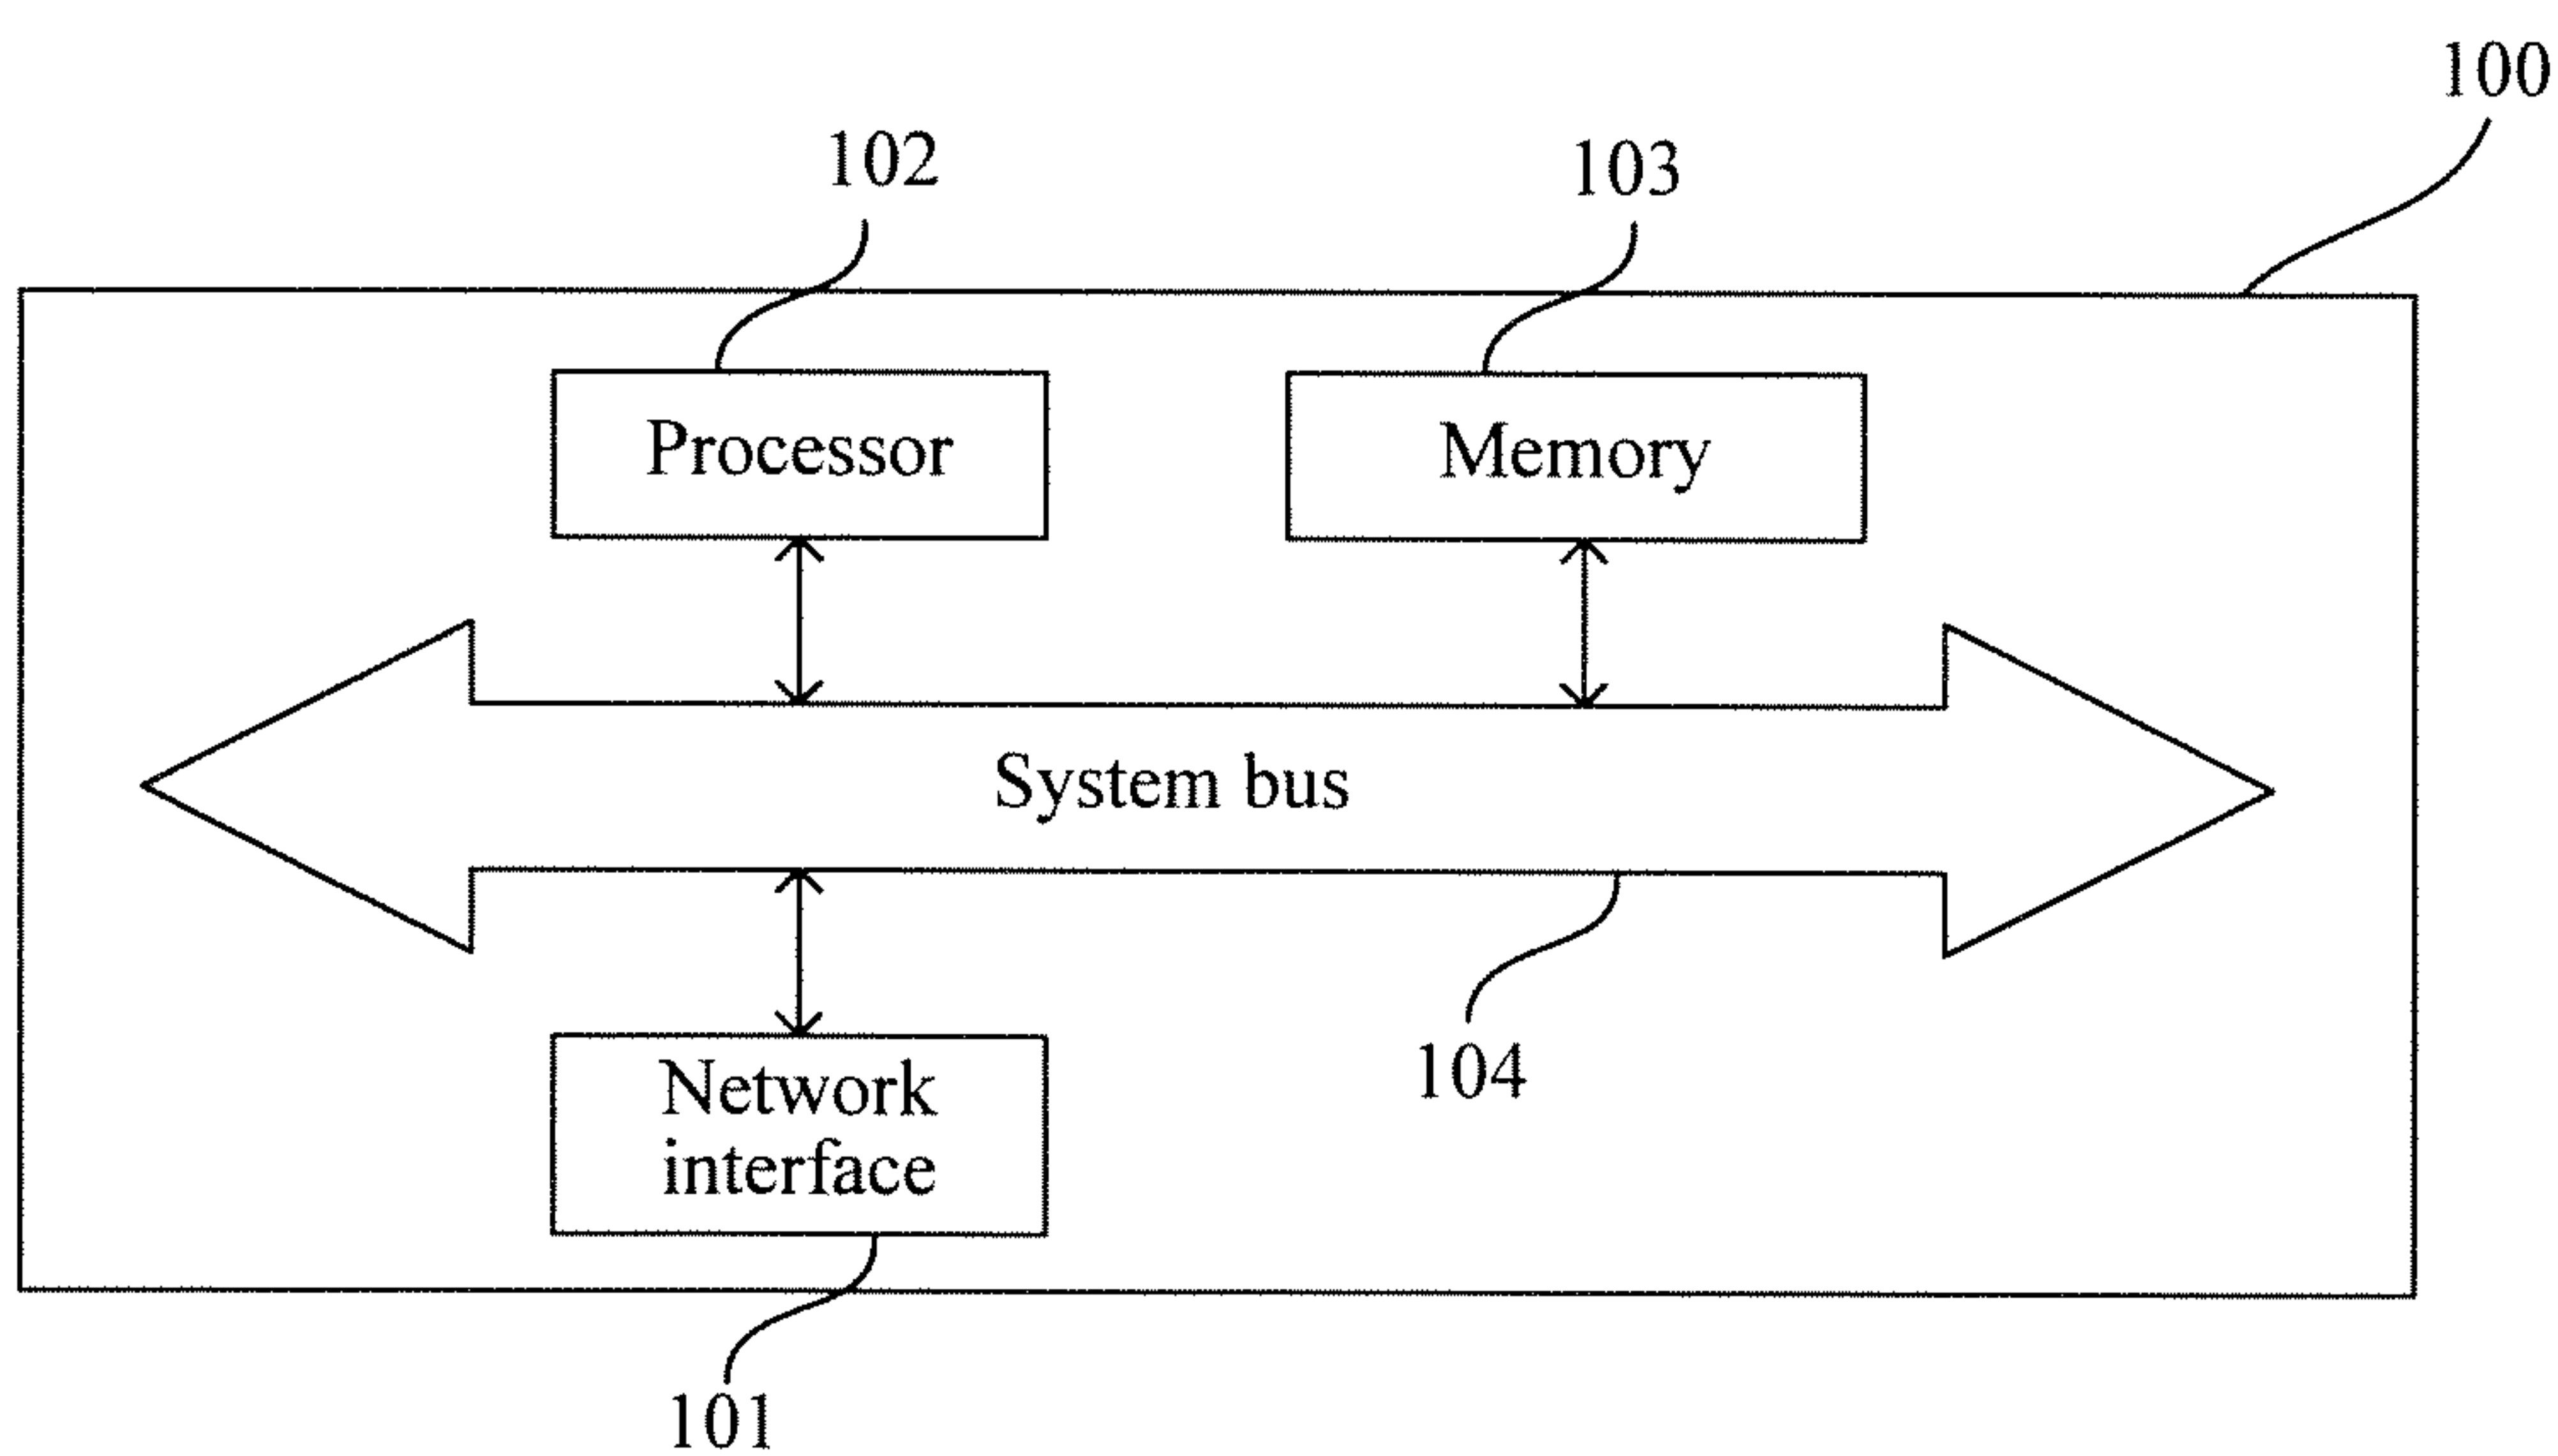 100
102
103
Processor
Memory
System bus
Network
interface
104
101